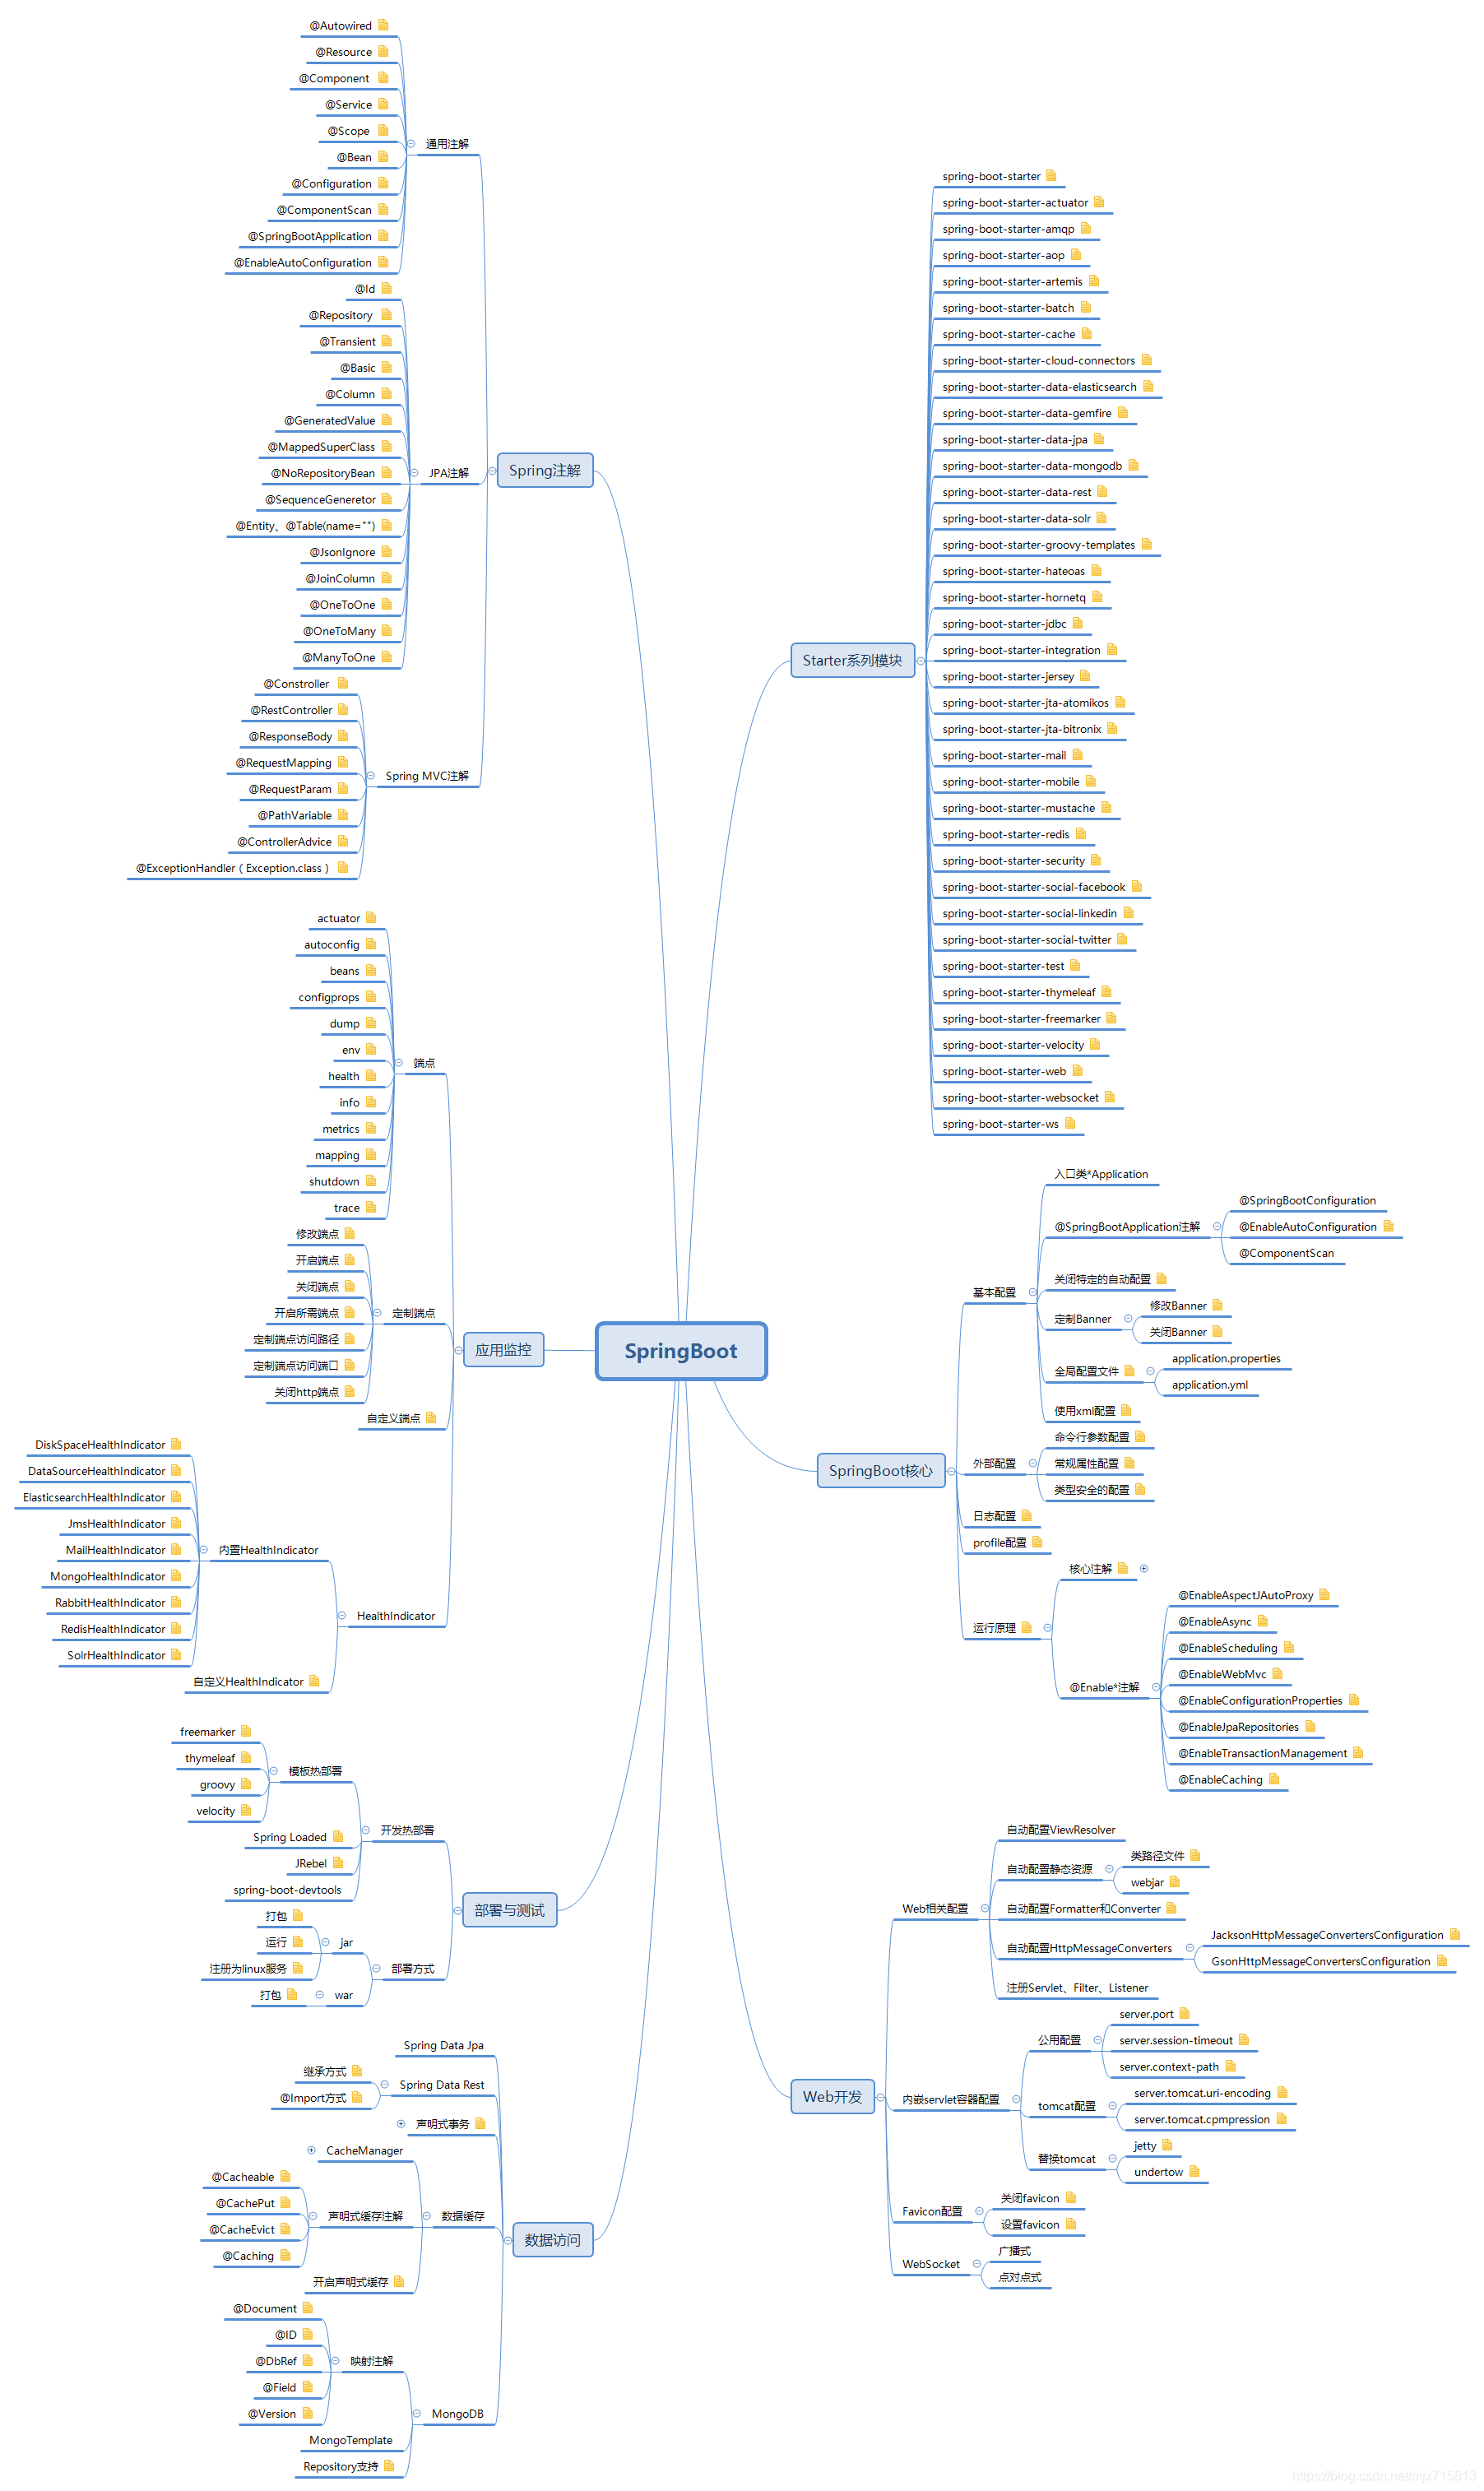 SpringBoot
Spring注解
通用注解
@Autowired
@Resource
@Component
@Service
@Scope
@Bean
@Configuration
@ComponentScan
@SpringBootApplication
@EnableAutoConfiguration
JPA注解
@Id
@Repository
@Transient
@Basic
@Column
@GeneratedValue
@MappedSuperClass
@NoRepositoryBean
@SequenceGeneretor
@Entity、@Table(name="")
@JsonIgnore
@JoinColumn
@OneToOne
@OneToMany
@ManyToOne
Spring MVC注解
@Constroller
@RestController
@ResponseBody
@RequestMapping
@RequestParam
@PathVariable
@ControllerAdvice
@ExceptionHandler（Exception.class）
应用监控
端点
actuator
autoconfig
beans
configprops
dump
env
health
info
metrics
mapping
shutdown
trace
定制端点
修改端点
开启端点
关闭端点
开启所需端点
定制端点访问路径
定制端点访问端口
关闭http端点
自定义端点
HealthIndicator
内置HealthIndicator
DiskSpaceHealthIndicator
DataSourceHealthIndicator
ElasticsearchHealthIndicator
JmsHealthIndicator
MailHealthIndicator
MongoHealthIndicator
RabbitHealthIndicator
RedisHealthIndicator
SolrHealthIndicator
自定义HealthIndicator
部署与测试
开发热部署
模板热部署
freemarker
thymeleaf
groovy
velocity
Spring Loaded
JRebel
spring-boot-devtools
部署方式
jar
打包
运行
注册为linux服务
war
打包
数据访问
Spring Data Jpa
Spring Data Rest
继承方式
@Import方式
声明式事务
数据缓存
CacheManager
声明式缓存注解
@Cacheable
@CachePut
@CacheEvict
@Caching
开启声明式缓存
MongoDB
映射注解
@Document
@ID
@DbRef
@Field
@Version
MongoTemplate
Repository支持
Starter系列模块
spring-boot-starter
spring-boot-starter-actuator
spring-boot-starter-amqp
spring-boot-starter-aop
spring-boot-starter-artemis
spring-boot-starter-batch
spring-boot-starter-cache
spring-boot-starter-cloud-connectors
spring-boot-starter-data-elasticsearch
spring-boot-starter-data-gemfire
spring-boot-starter-data-jpa
spring-boot-starter-data-mongodb
spring-boot-starter-data-rest
spring-boot-starter-data-solr
spring-boot-starter-groovy-templates
spring-boot-starter-hateoas
spring-boot-starter-hornetq
spring-boot-starter-jdbc
spring-boot-starter-integration
spring-boot-starter-jersey
spring-boot-starter-jta-atomikos
spring-boot-starter-jta-bitronix
spring-boot-starter-mail
spring-boot-starter-mobile
spring-boot-starter-mustache
spring-boot-starter-redis
spring-boot-starter-security
spring-boot-starter-social-facebook
spring-boot-starter-social-linkedin
spring-boot-starter-social-twitter
spring-boot-starter-test
spring-boot-starter-thymeleaf
spring-boot-starter-freemarker
spring-boot-starter-velocity
spring-boot-starter-web
spring-boot-starter-websocket
spring-boot-starter-ws
SpringBoot核心
基本配置
入口类*Application
@SpringBootApplication注解
@SpringBootConfiguration
@EnableAutoConfiguration
@ComponentScan
关闭特定的自动配置
定制Banner
修改Banner
关闭Banner
全局配置文件
application.properties
application.yml
使用xml配置
外部配置
命令行参数配置
常规属性配置
类型安全的配置
日志配置
profile配置
运行原理
核心注解
@Enable*注解
@EnableAspectJAutoProxy
@EnableAsync
@EnableScheduling
@EnableWebMvc
@EnableConfigurationProperties
@EnableJpaRepositories
@EnableTransactionManagement
@EnableCaching
Web开发
Web相关配置
自动配置ViewResolver
自动配置静态资源
类路径文件
webjar
自动配置Formatter和Converter
自动配置HttpMessageConverters
JacksonHttpMessageConvertersConfiguration
GsonHttpMessageConvertersConfiguration
注册Servlet、Filter、Listener
内嵌servlet容器配置
公用配置
server.port
server.session-timeout
server.context-path
tomcat配置
server.tomcat.uri-encoding
server.tomcat.cpmpression
替换tomcat
jetty
undertow
Favicon配置
关闭favicon
设置favicon
WebSocket
广播式
点对点式
https://blog.csdn.net/mjx715813